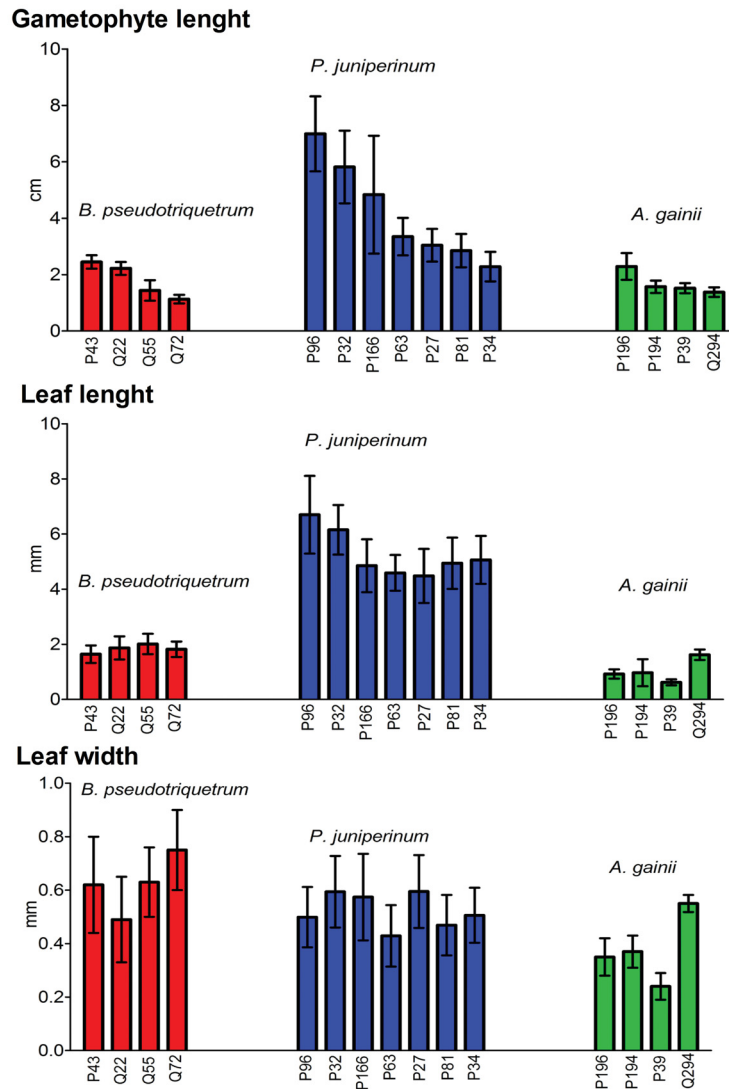 Gametophyte lenght
10
P. juniperinum
8
6
cm
B. pseudotriquetrum
A. gainii
4
2
0
P43 Q22 Q55 Q72 P96 P32 P166 P63 P27 P81 P34 P196 P194 P39 Q294
Leaf lenght
10
P. juniperinum
8
6
mm
B. pseudotriquetrum
A. gainii
4
2
0
P43 Q22 Q55 Q72 P96 P32 P166 P63 P27 P81 P34 P196 P194 P39 Q294
Leaf width
1.0
B. pseudotriquetrum
P. juniperinum
0.8
A. gainii
0.6
mm
0.4
0.2
0.0
P43 Q22 Q55 Q72 P96 P32 P166 P63 P27 P81 P34 P196 P194 P39 Q294